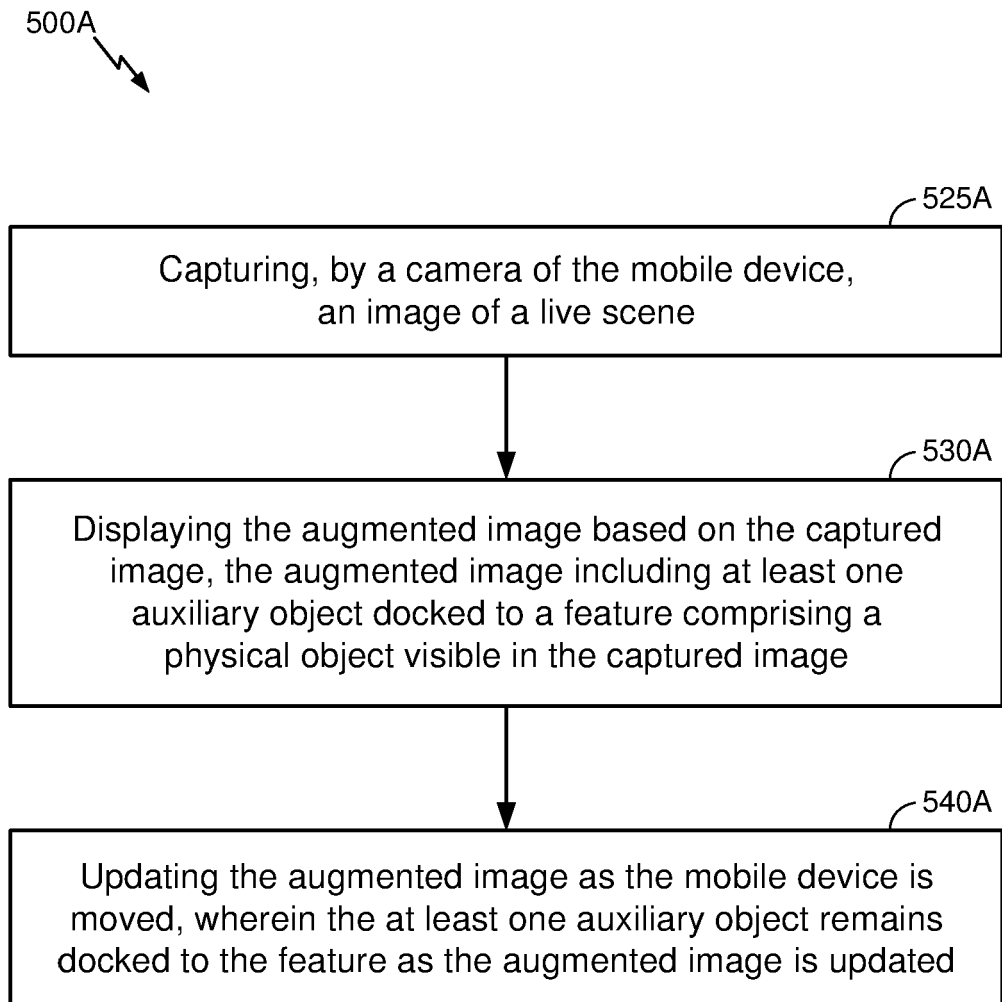 500A
525A
Capturing, by a camera of the mobile device,
an image of a live scene
530A
Displaying the augmented image based on the captured
image, the augmented image including at least one
auxiliary object docked to a feature comprising a
physical object visible in the captured image
540A
Updating the augmented image as the mobile device is
moved, wherein the at least one auxiliary object remains
docked to the feature as the augmented image is updated